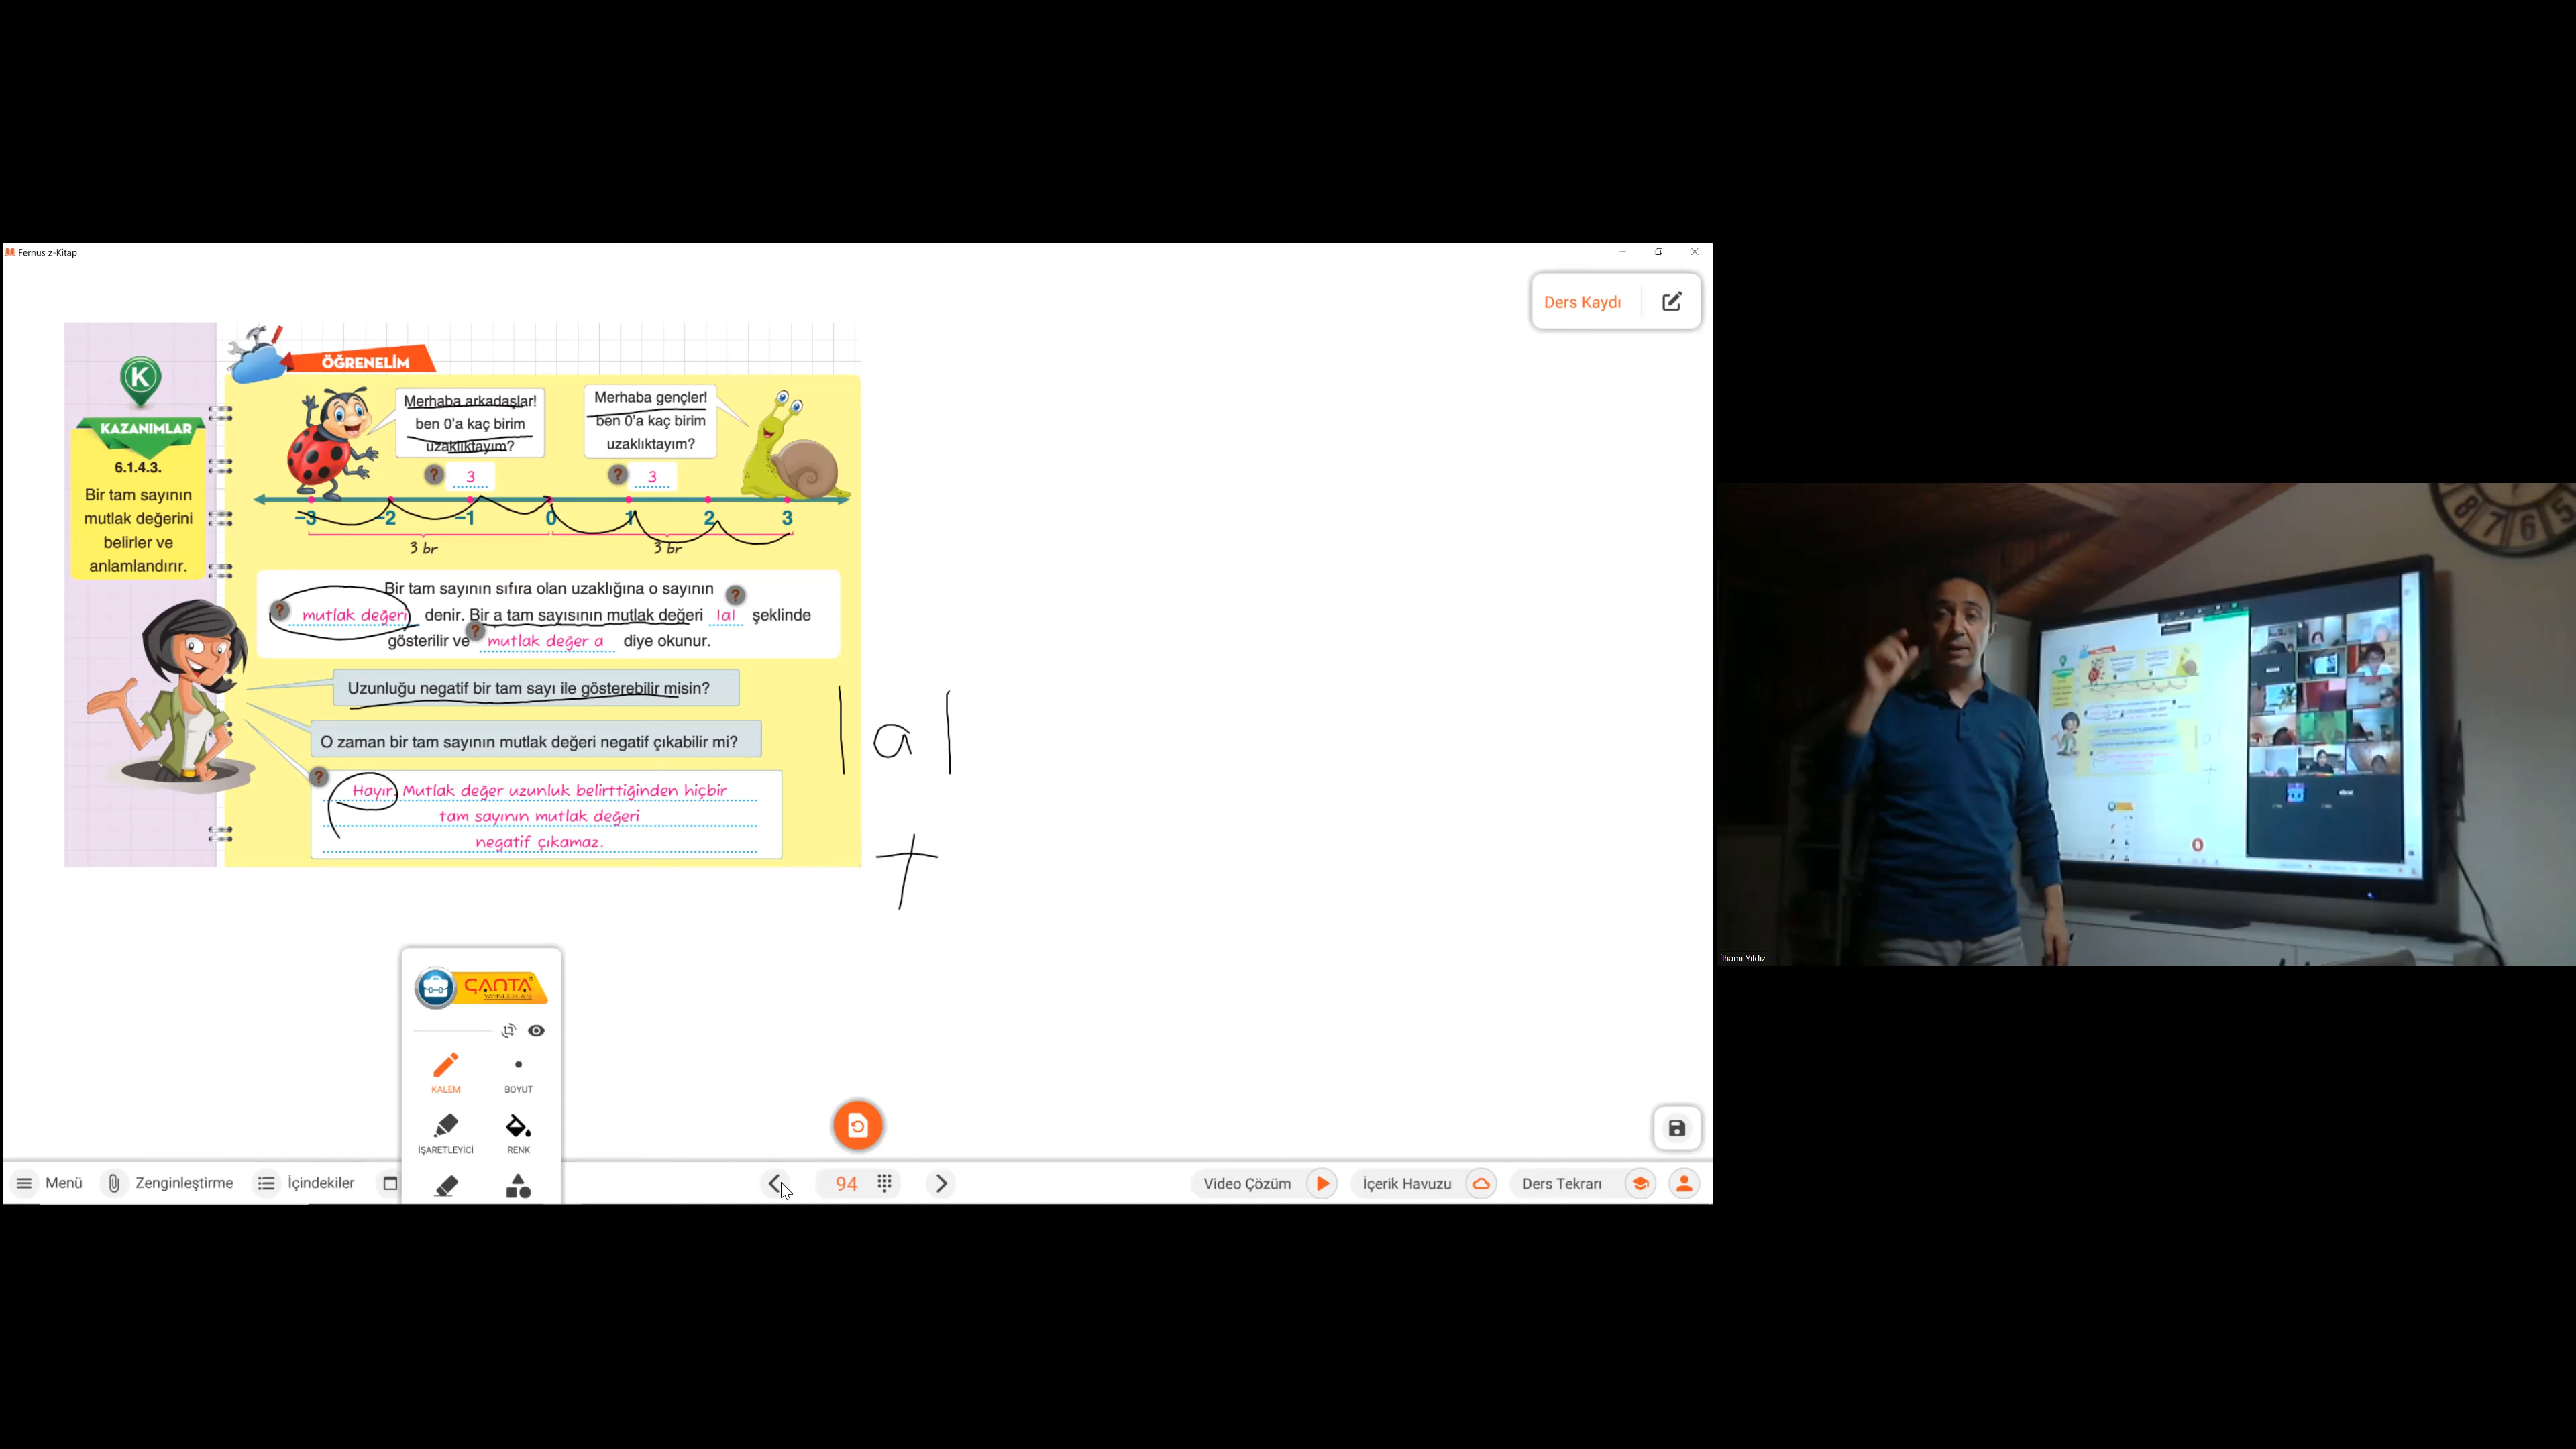 Fernus z-Kitap
Ders Kaydı
ÖĞRENELİM
K
KAZANIMLAR
6.1.4.3.
Bir tam sayının
mutlak değerini
belirler ve
anlamlandırır.
Merhaba arkadaşlar!
ben 0'a kaç birim
uzaklıktayım?
Merhaba gençler!
ben 0'a kaç birim
uzaklıktayım?
? 3
? 3
-3 -2 -1 0 1 2 3
3 br 3 br
Bir tam sayının sıfıra olan uzaklığına o sayının ?
? mutlak değeri denir. Bir a tam sayısının mutlak değeri |a| şeklinde
gösterilir ve ? mutlak değer a diye okunur.
Uzunluğu negatif bir tam sayı ile gösterebilir misin?
O zaman bir tam sayının mutlak değeri negatif çıkabilir mi?
? Hayır. Mutlak değer uzunluk belirttiğinden hiçbir
tam sayının mutlak değeri
negatif çıkamaz.
|a|
+
ÇANTA
YAYINCILIK A.Ş.
KALEM BOYUT
İŞARETLEYİCİ RENK
Menü Zenginleştirme İçindekiler 94 Video Çözüm İçerik Havuzu Ders Tekrarı
8 7 6 5
İlhami Yıldız